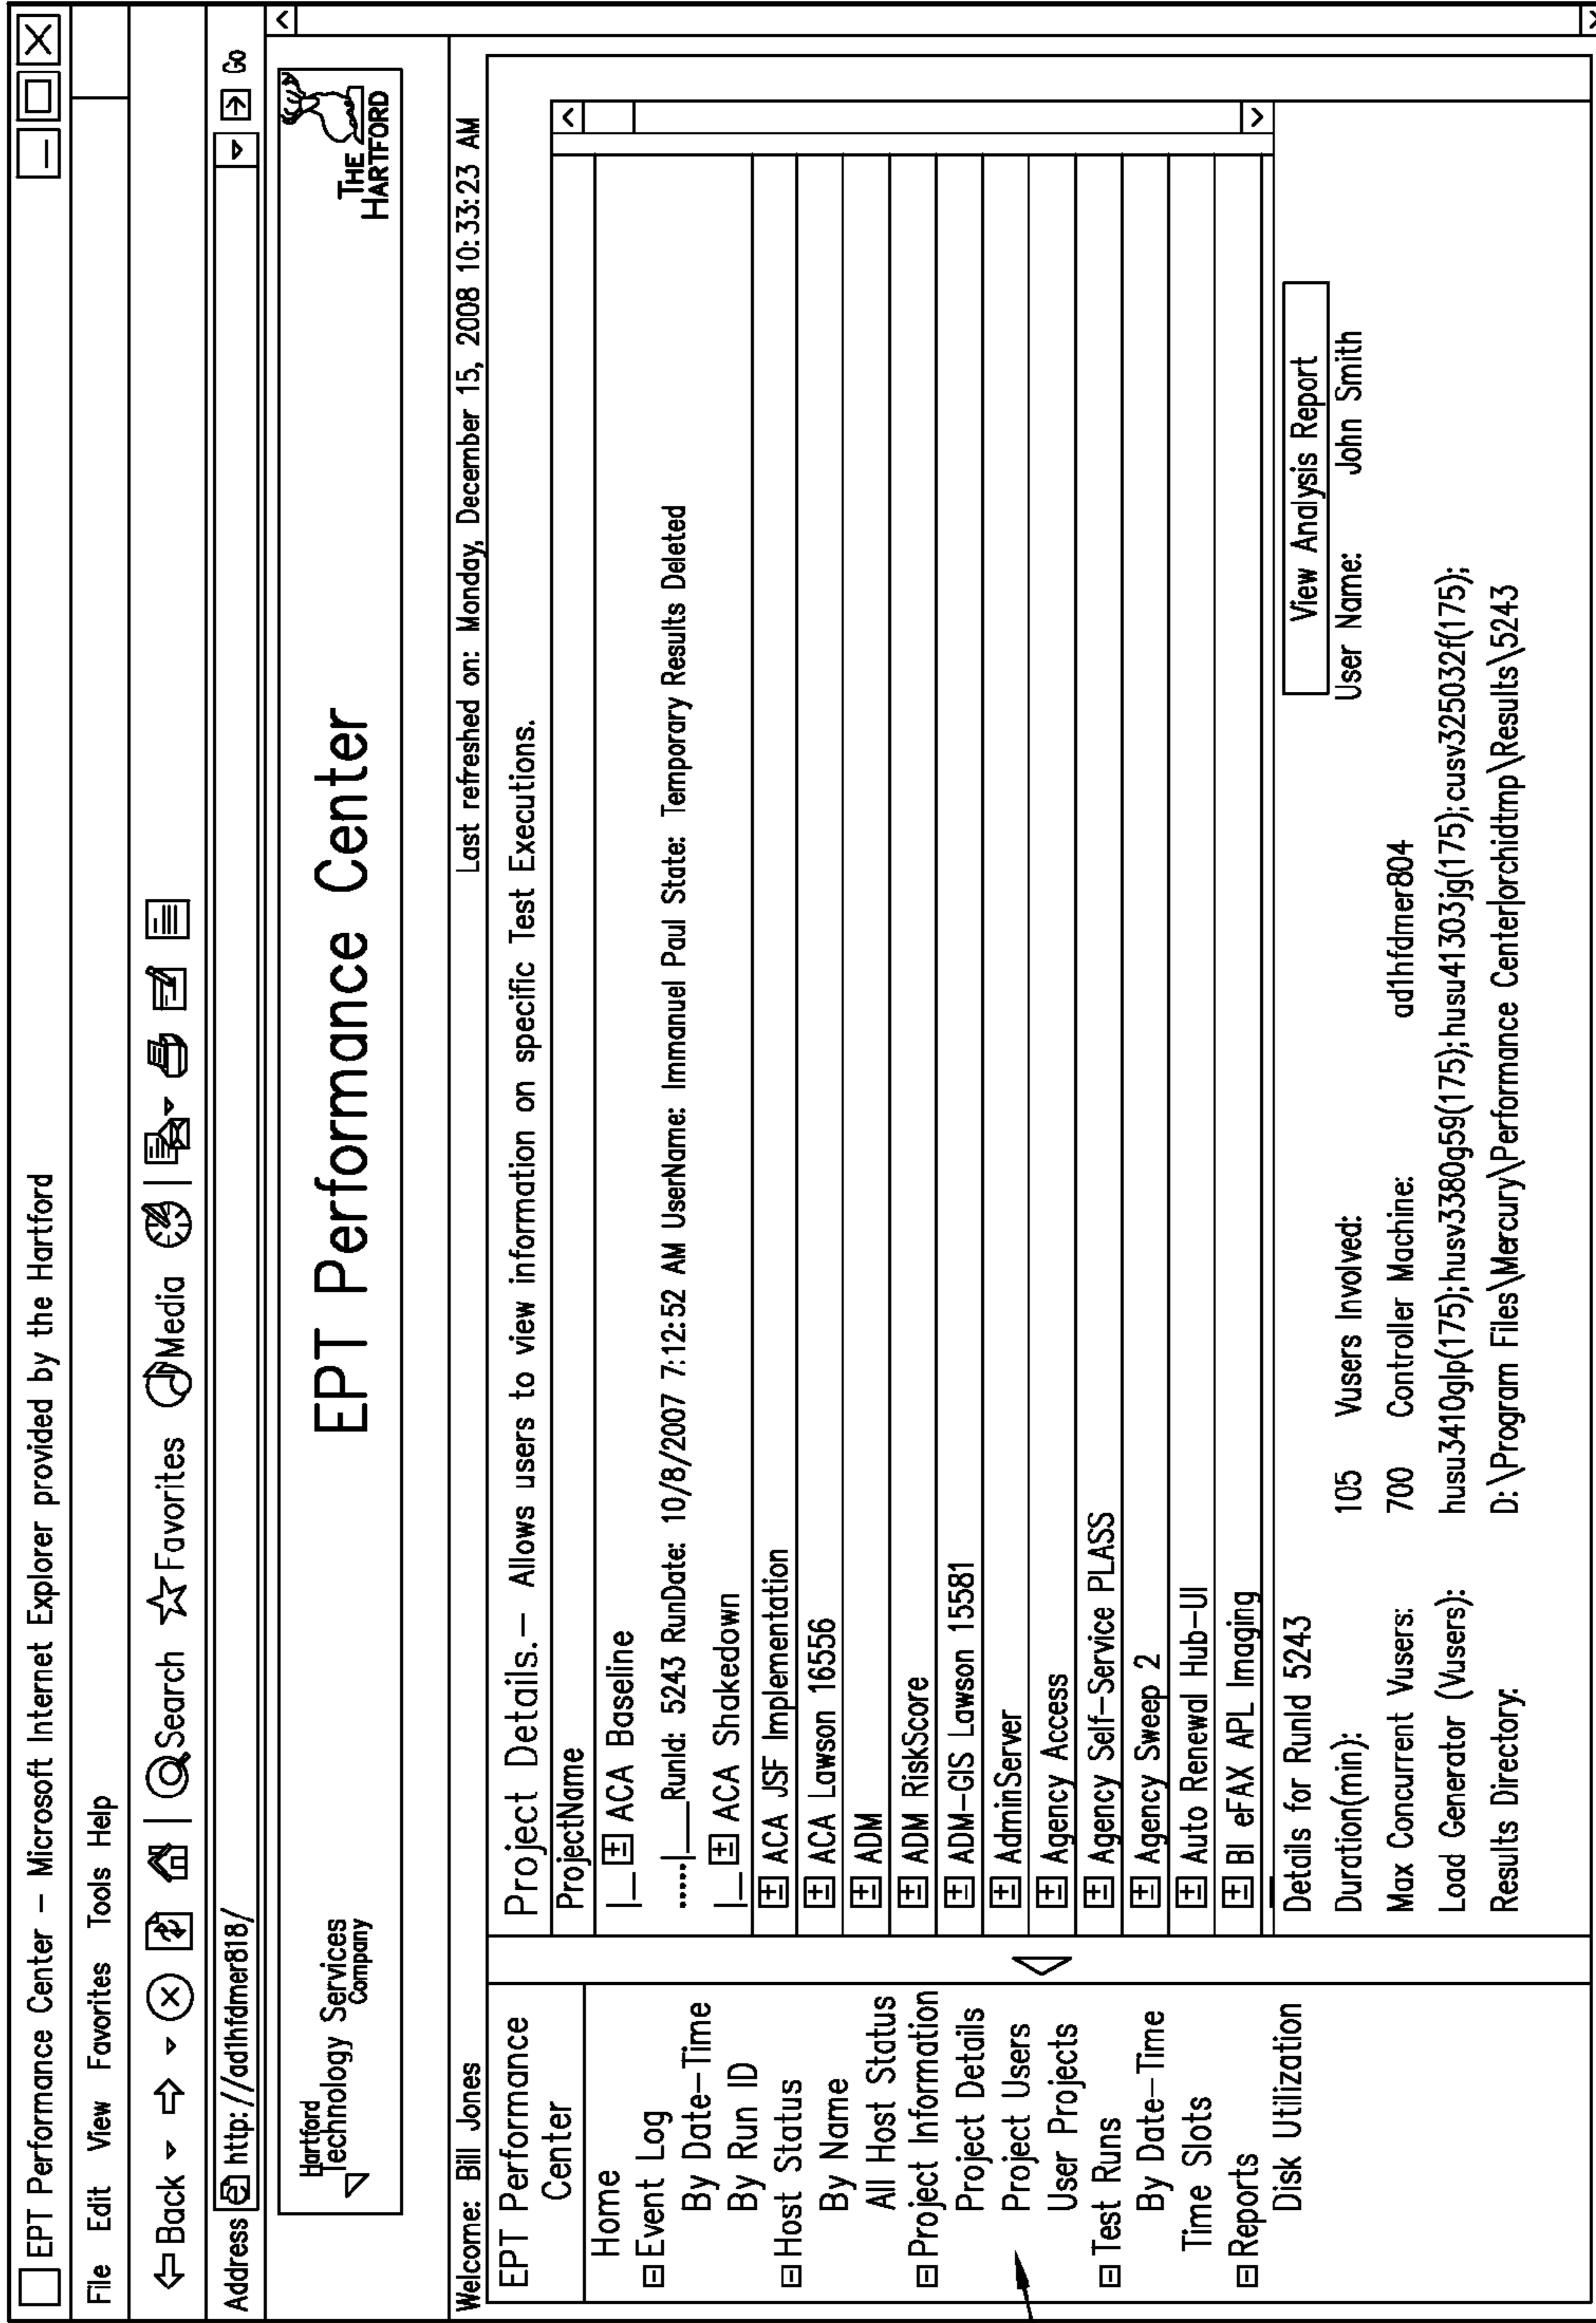 EPT Performance Center – Microsoft Internet Explorer provided by the Hartford
File Edit View Favorites Tools Help
Back Search Favorites Media
Address http://ad1hfdmer818/ Go
Hartford
Technology Services
Company
EPT Performance Center
THE
HARTFORD
Welcome: Bill Jones
Last refreshed on: Monday, December 15, 2008 10:33:23 AM
EPT Performance
Center
Home
Event Log
By Date-Time
By Run ID
Host Status
By Name
All Host Status
Project Information
Project Details
Project Users
User Projects
Test Runs
By Date-Time
Time Slots
Reports
Disk Utilization
Project Details.– Allows users to view information on specific Test Executions.
ProjectName
ACA Baseline
RunId: 5243 RunDate: 10/8/2007 7:12:52 AM UserName: Immanuel Paul State: Temporary Results Deleted
ACA Shakedown
ACA JSF Implementation
ACA Lawson 16556
ADM
ADM RiskScore
ADM-GIS Lawson 15581
AdminServer
Agency Access
Agency Self-Service PLASS
Agency Sweep 2
Auto Renewal Hub-UI
BI eFAX APL Imaging
Details for RunId 5243
View Analysis Report
Duration(min): 105 Vusers Involved: User Name: John Smith
Max Concurrent Vusers: 700 Controller Machine: ad1hfdmer804
Load Generator (Vusers): husu3410glp(175);husv3380g59(175);husu41303jg(175);cusv325032f(175);
Results Directory: D:\Program Files\Mercury\Performance Center|orchidtmp\Results\5243